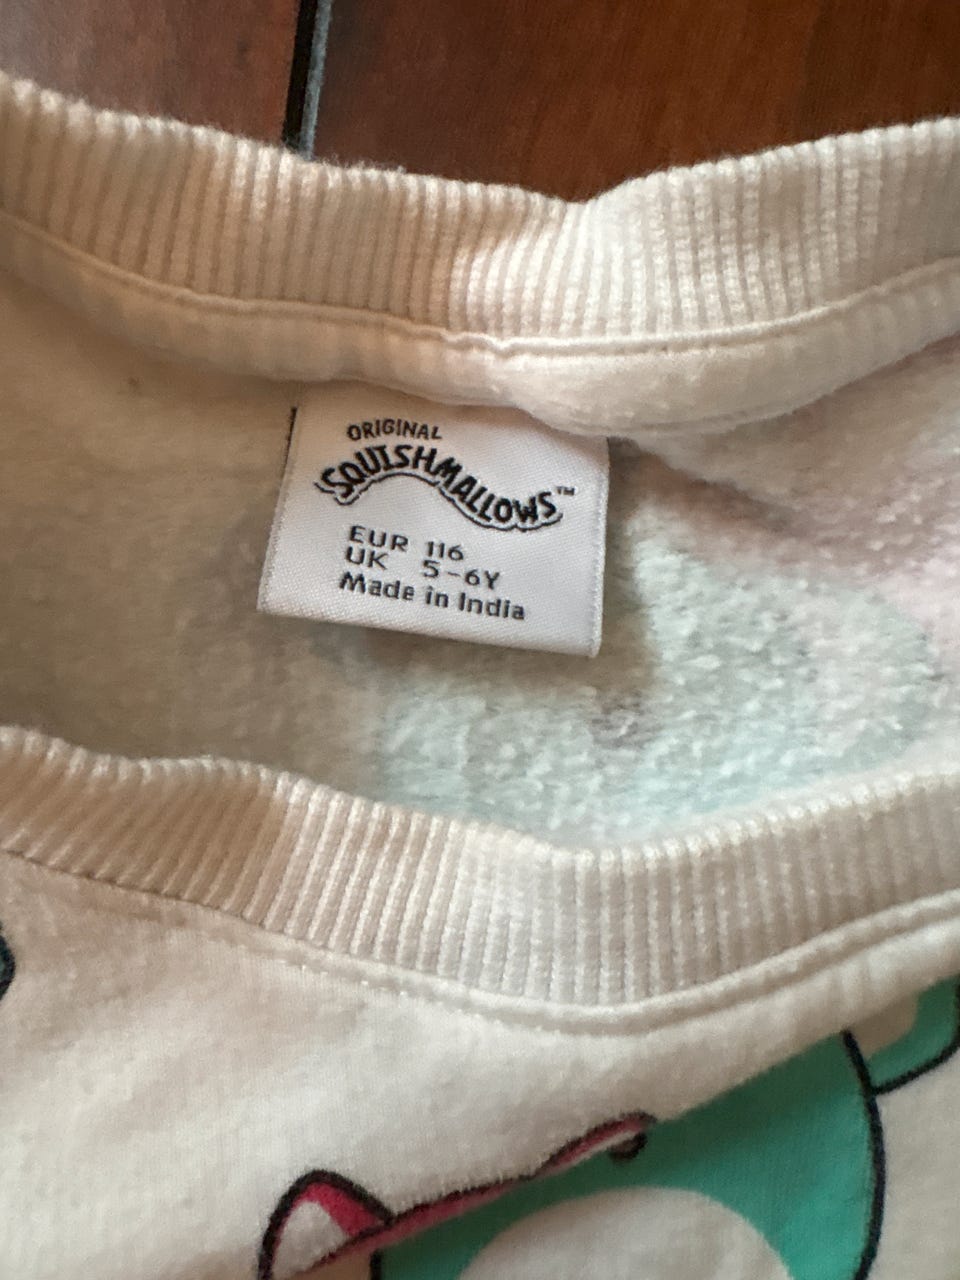 ORIGINAL
SQUISHMALLOWS™
EUR 116
UK 5-6Y
Made in India